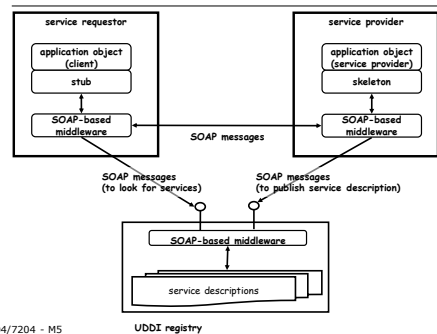 service requestor
service provider
application object
(client)
application object
(service provider)
stub
skeleton
SOAP-based
middleware
SOAP-based
middleware
SOAP messages
SOAP messages
(to look for services)
SOAP messages
(to publish service description)
SOAP-based middleware
service descriptions
UDDI registry
04/7204 - M5